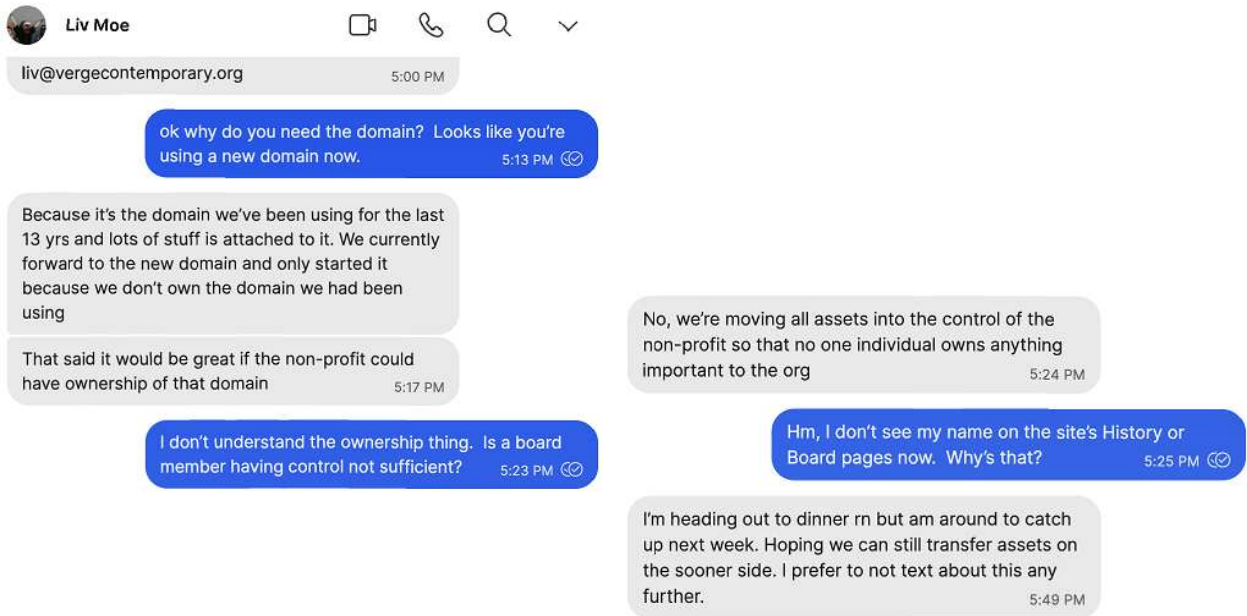 Liv Moe
liv@vergecontemporary.org
5:00 PM
ok why do you need the domain?  Looks like you're
using a new domain now.
5:13 PM
Because it's the domain we've been using for the last
13 yrs and lots of stuff is attached to it. We currently
forward to the new domain and only started it
because we don't own the domain we had been
using
That said it would be great if the non-profit could
have ownership of that domain
5:17 PM
I don't understand the ownership thing.  Is a board
member having control not sufficient?
5:23 PM
No, we're moving all assets into the control of the
non-profit so that no one individual owns anything
important to the org
5:24 PM
Hm, I don't see my name on the site's History or
Board pages now.  Why's that?
5:25 PM
I'm heading out to dinner rn but am around to catch
up next week. Hoping we can still transfer assets on
the sooner side. I prefer to not text about this any
further.
5:49 PM